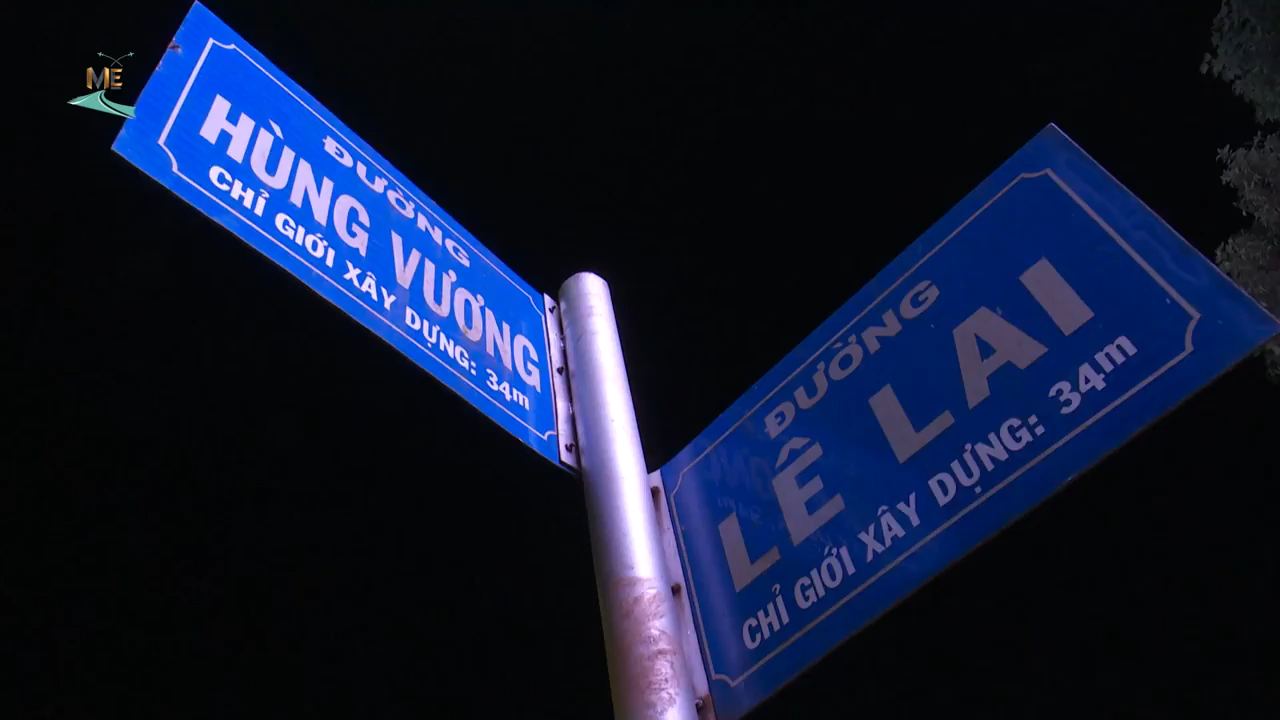 ME
ĐƯỜNG
HÙNG VƯƠNG
CHỈ GIỚI XÂY DỰNG: 34m
ĐƯỜNG
LÊ LAI
CHỈ GIỚI XÂY DỰNG: 34m